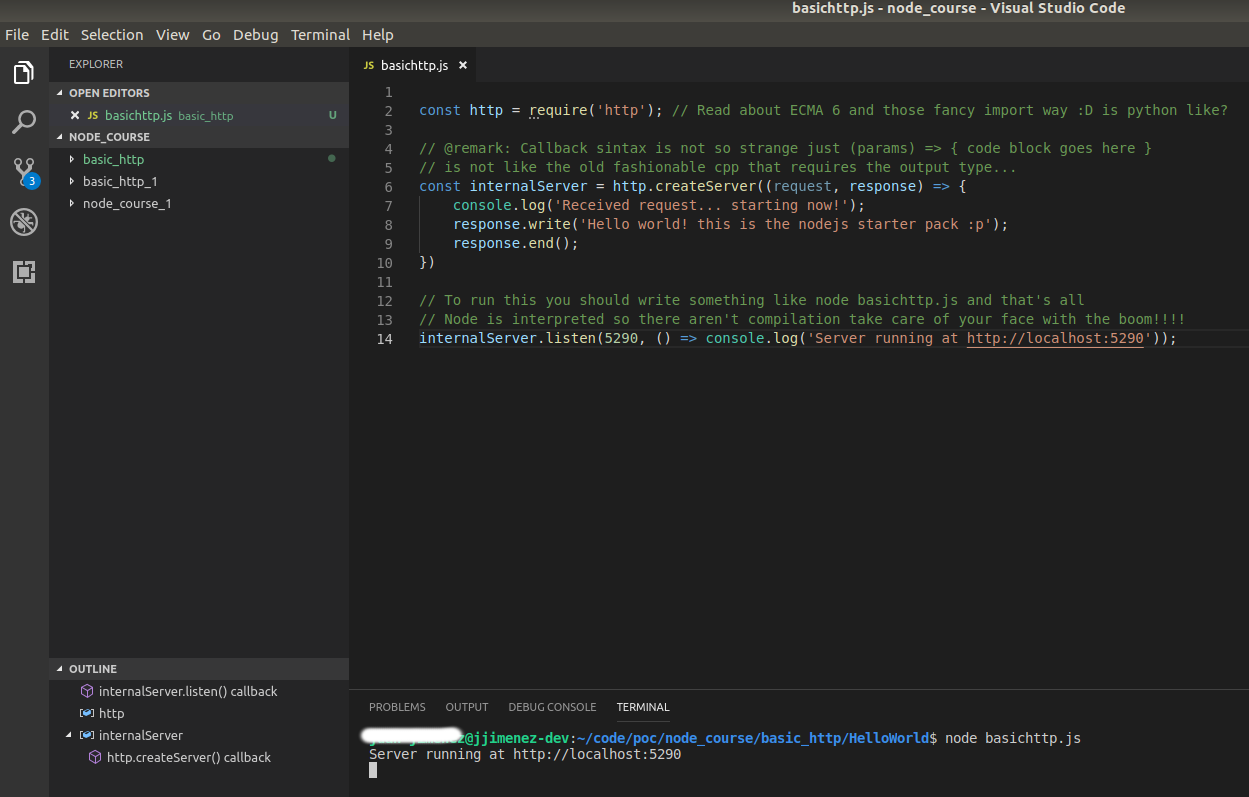 basichttp.js - node_course - Visual Studio Code
File Edit Selection View Go Debug Terminal Help
EXPLORER
OPEN EDITORS
JS basichttp.js basic_http U
NODE_COURSE
basic_http
basic_http_1
node_course_1
3
OUTLINE
internalServer.listen() callback
http
internalServer
http.createServer() callback
JS basichttp.js
1
2 const http = require('http'); // Read about ECMA 6 and those fancy import way :D is python like?
3
4 // @remark: Callback sintax is not so strange just (params) => { code block goes here }
5 // is not like the old fashionable cpp that requires the output type...
6 const internalServer = http.createServer((request, response) => {
7 console.log('Received request... starting now!');
8 response.write('Hello world! this is the nodejs starter pack :p');
9 response.end();
10 })
11
12 // To run this you should write something like node basichttp.js and that's all
13 // Node is interpreted so there aren't compilation take care of your face with the boom!!!!
14 internalServer.listen(5290, () => console.log('Server running at http://localhost:5290'));
PROBLEMS OUTPUT DEBUG CONSOLE TERMINAL
@jjimenez-dev:~/code/poc/node_course/basic_http/HelloWorld$ node basichttp.js
Server running at http://localhost:5290